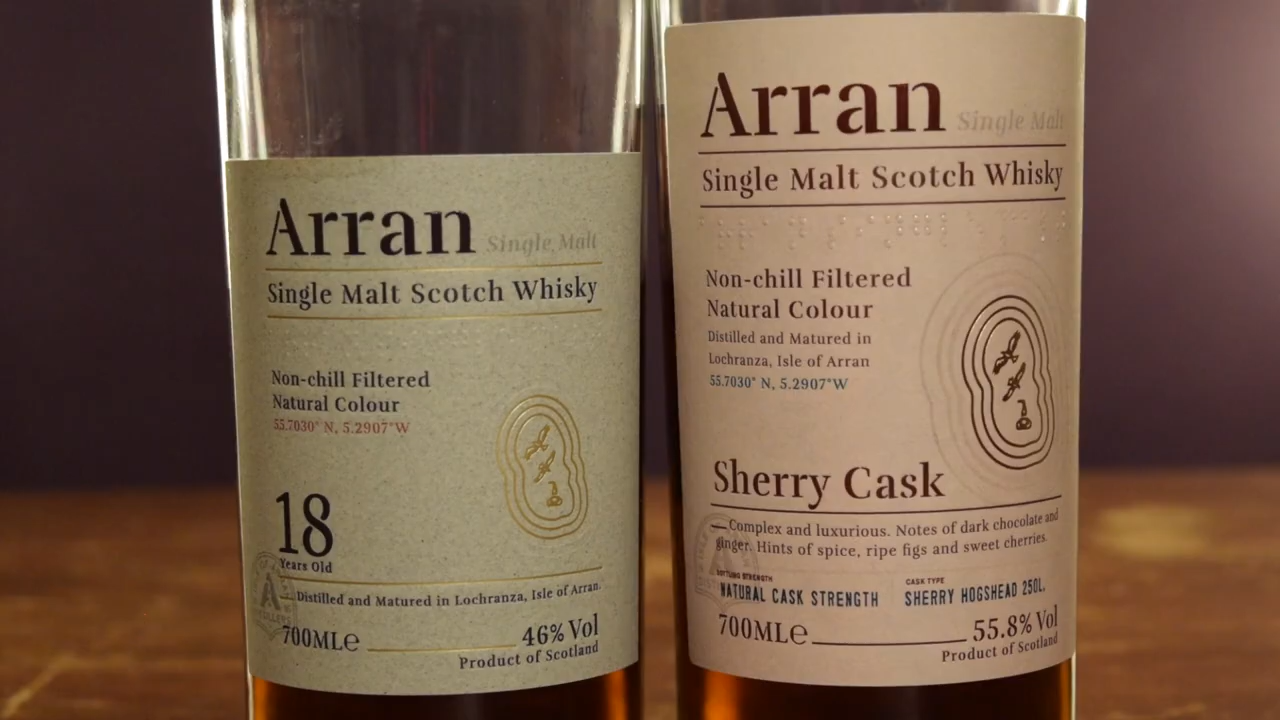 Arran Single Malt
Single Malt Scotch Whisky
Non-chill Filtered
Natural Colour
55.7030° N, 5.2907°W
18
Years Old
Distilled and Matured in Lochranza, Isle of Arran.
700MLe 46% Vol
Product of Scotland
Arran Single Malt
Single Malt Scotch Whisky
Non-chill Filtered
Natural Colour
Distilled and Matured in
Lochranza, Isle of Arran
55.7030° N, 5.2907°W
Sherry Cask
— Complex and luxurious. Notes of dark chocolate and
ginger. Hints of spice, ripe figs and sweet cherries.
BOTTLING STRENGTH CASK TYPE
NATURAL CASK STRENGTH SHERRY HOGSHEAD 250L.
700MLe 55.8% Vol
Product of Scotland